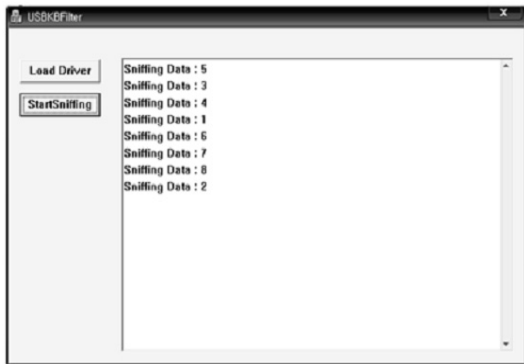 USBKBFilter
X
Load Driver
StartSniffing
Sniffing Data : 5
Sniffing Data : 3
Sniffing Data : 4
Sniffing Data : 1
Sniffing Data : 6
Sniffing Data : 7
Sniffing Data : 8
Sniffing Data : 2